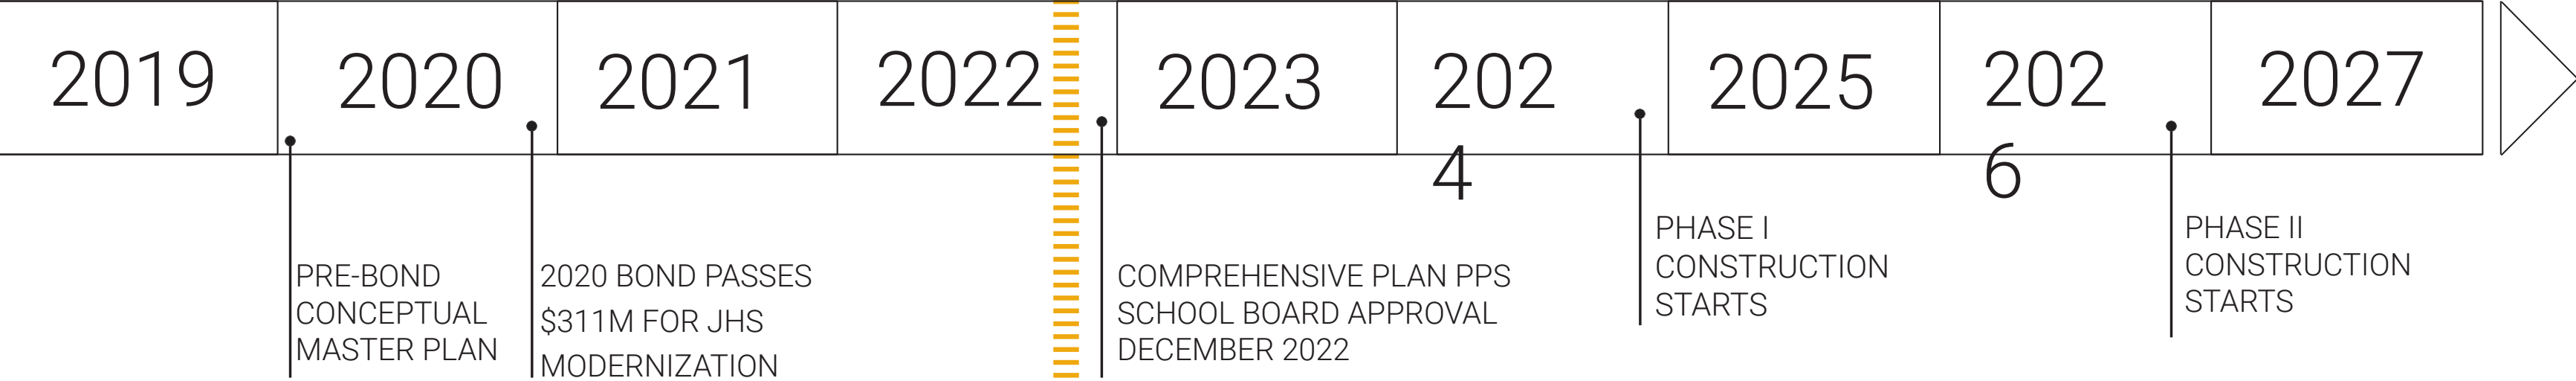 2019
2020
2021
2022
2023
202
4
2025
202
6
2027
PRE-BOND
CONCEPTUAL
MASTER PLAN
2020 BOND PASSES
$311M FOR JHS
MODERNIZATION
COMPREHENSIVE PLAN PPS
SCHOOL BOARD APPROVAL
DECEMBER 2022
PHASE I
CONSTRUCTION
STARTS
PHASE II
CONSTRUCTION
STARTS